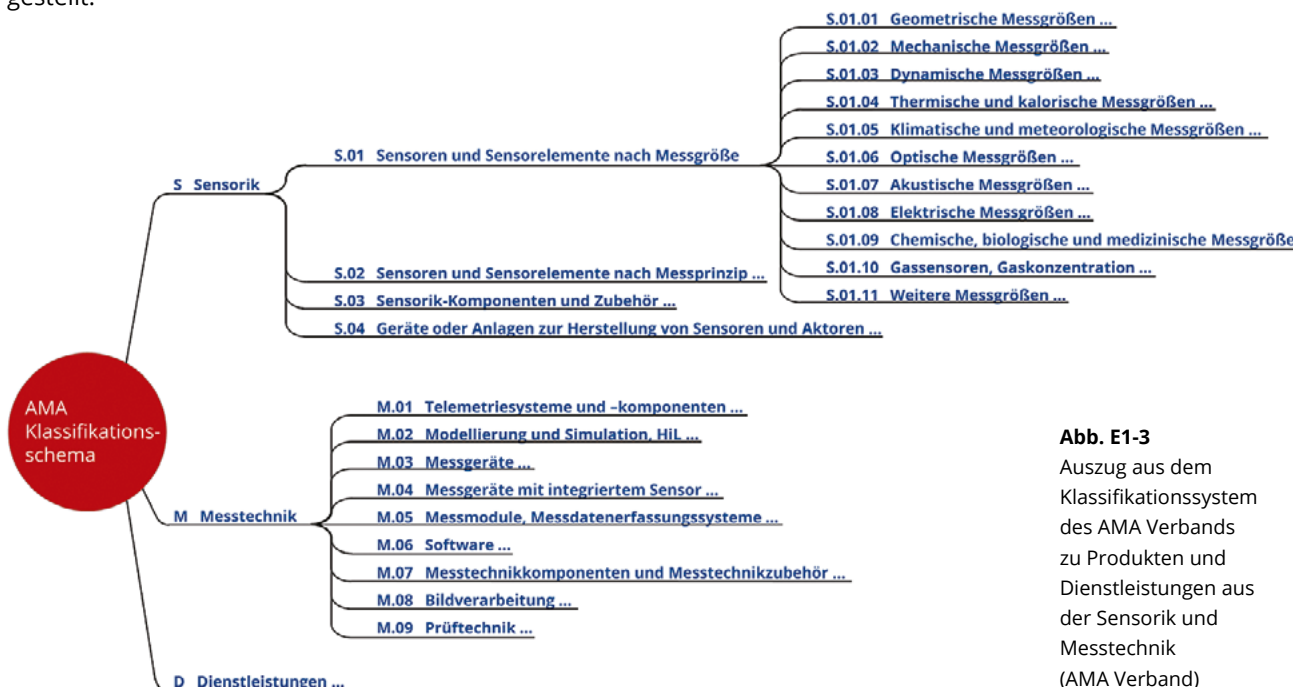 gestellt.
S.01.01 Geometrische Messgrößen ...
S.01.02 Mechanische Messgrößen ...
S.01.03 Dynamische Messgrößen ...
S.01.04 Thermische und kalorische Messgrößen ...
S.01.05 Klimatische und meteorologische Messgrößen ...
S.01 Sensoren und Sensorelemente nach Messgröße
S.01.06 Optische Messgrößen ...
S.01.07 Akustische Messgrößen ...
S.01.08 Elektrische Messgrößen ...
S.01.09 Chemische, biologische und medizinische Messgröße
S.01.10 Gassensoren, Gaskonzentration ...
S.01.11 Weitere Messgrößen ...
S Sensorik
S.02 Sensoren und Sensorelemente nach Messprinzip ...
S.03 Sensorik-Komponenten und Zubehör ...
S.04 Geräte oder Anlagen zur Herstellung von Sensoren und Aktoren ...
AMA
Klassifikations-
schema
M.01 Telemetriesysteme und –komponenten ...
M.02 Modellierung und Simulation, HiL ...
M.03 Messgeräte ...
M.04 Messgeräte mit integriertem Sensor ...
M Messtechnik
M.05 Messmodule, Messdatenerfassungssysteme ...
M.06 Software ...
M.07 Messtechnikkomponenten und Messtechnikzubehör ...
M.08 Bildverarbeitung ...
M.09 Prüftechnik ...
D Dienstleistungen ...
Abb. E1-3
Auszug aus dem
Klassifikationssystem
des AMA Verbands
zu Produkten und
Dienstleistungen aus
der Sensorik und
Messtechnik
(AMA Verband)